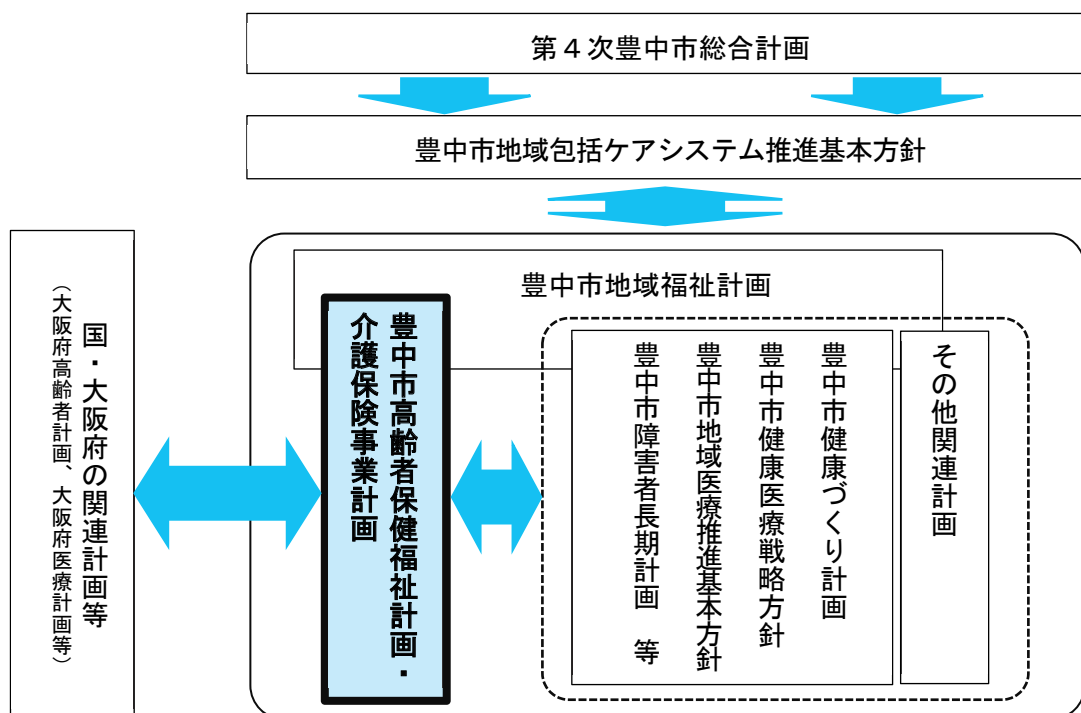 第４次豊中市総合計画
豊中市地域包括ケアシステム推進基本方針
豊中市地域福祉計画
国・大阪府の関連計画等
（大阪府高齢者計画、大阪府医療計画等）
豊中市高齢者保健福祉計画・
介護保険事業計画
その他関連計画
豊中市健康づくり計画
豊中市健康医療戦略方針
豊中市地域医療推進基本方針
豊中市障害者長期計画　等